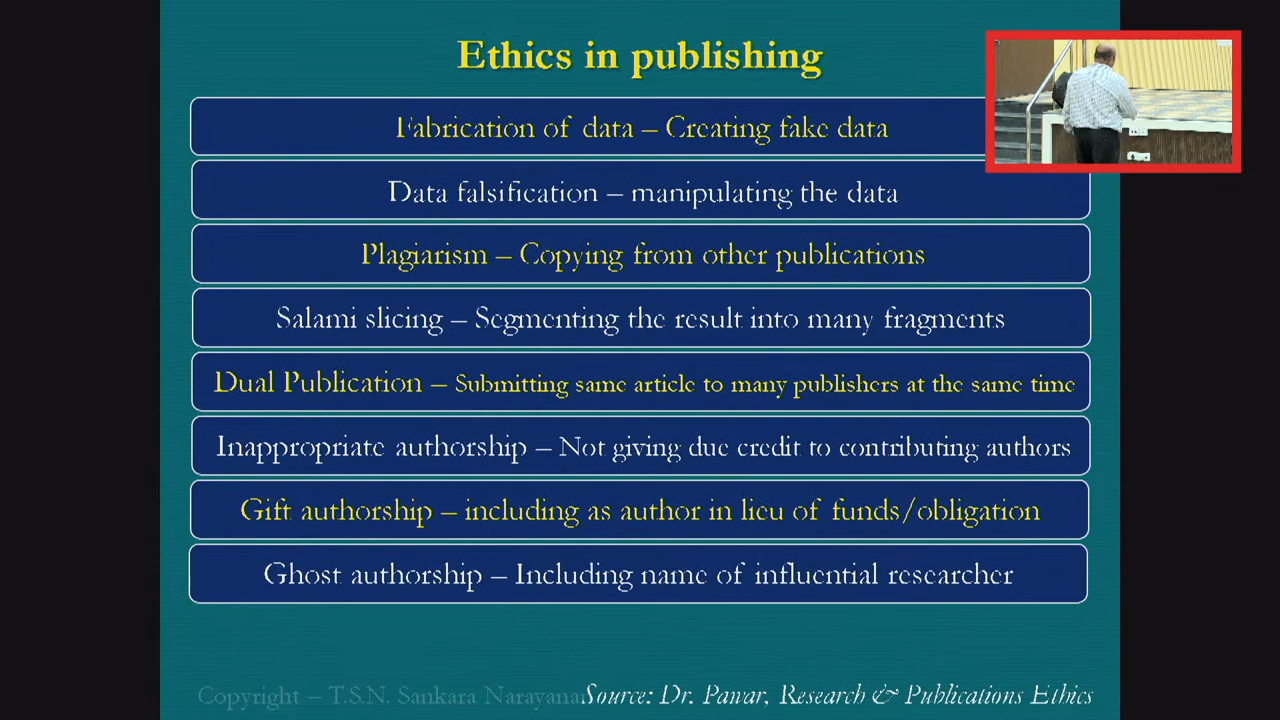 Ethics in publishing
Fabrication of data – Creating fake data
Data falsification – manipulating the data
Plagiarism – Copying from other publications
Salami slicing – Segmenting the result into many fragments
Dual Publication – Submitting same article to many publishers at the same time
Inappropriate authorship – Not giving due credit to contributing authors
Gift authorship – including as author in lieu of funds/obligation
Ghost authorship – Including name of influential researcher
Copyright – T.S.N. Sankara Narayanan
Source: Dr. Pawar, Research & Publications Ethics